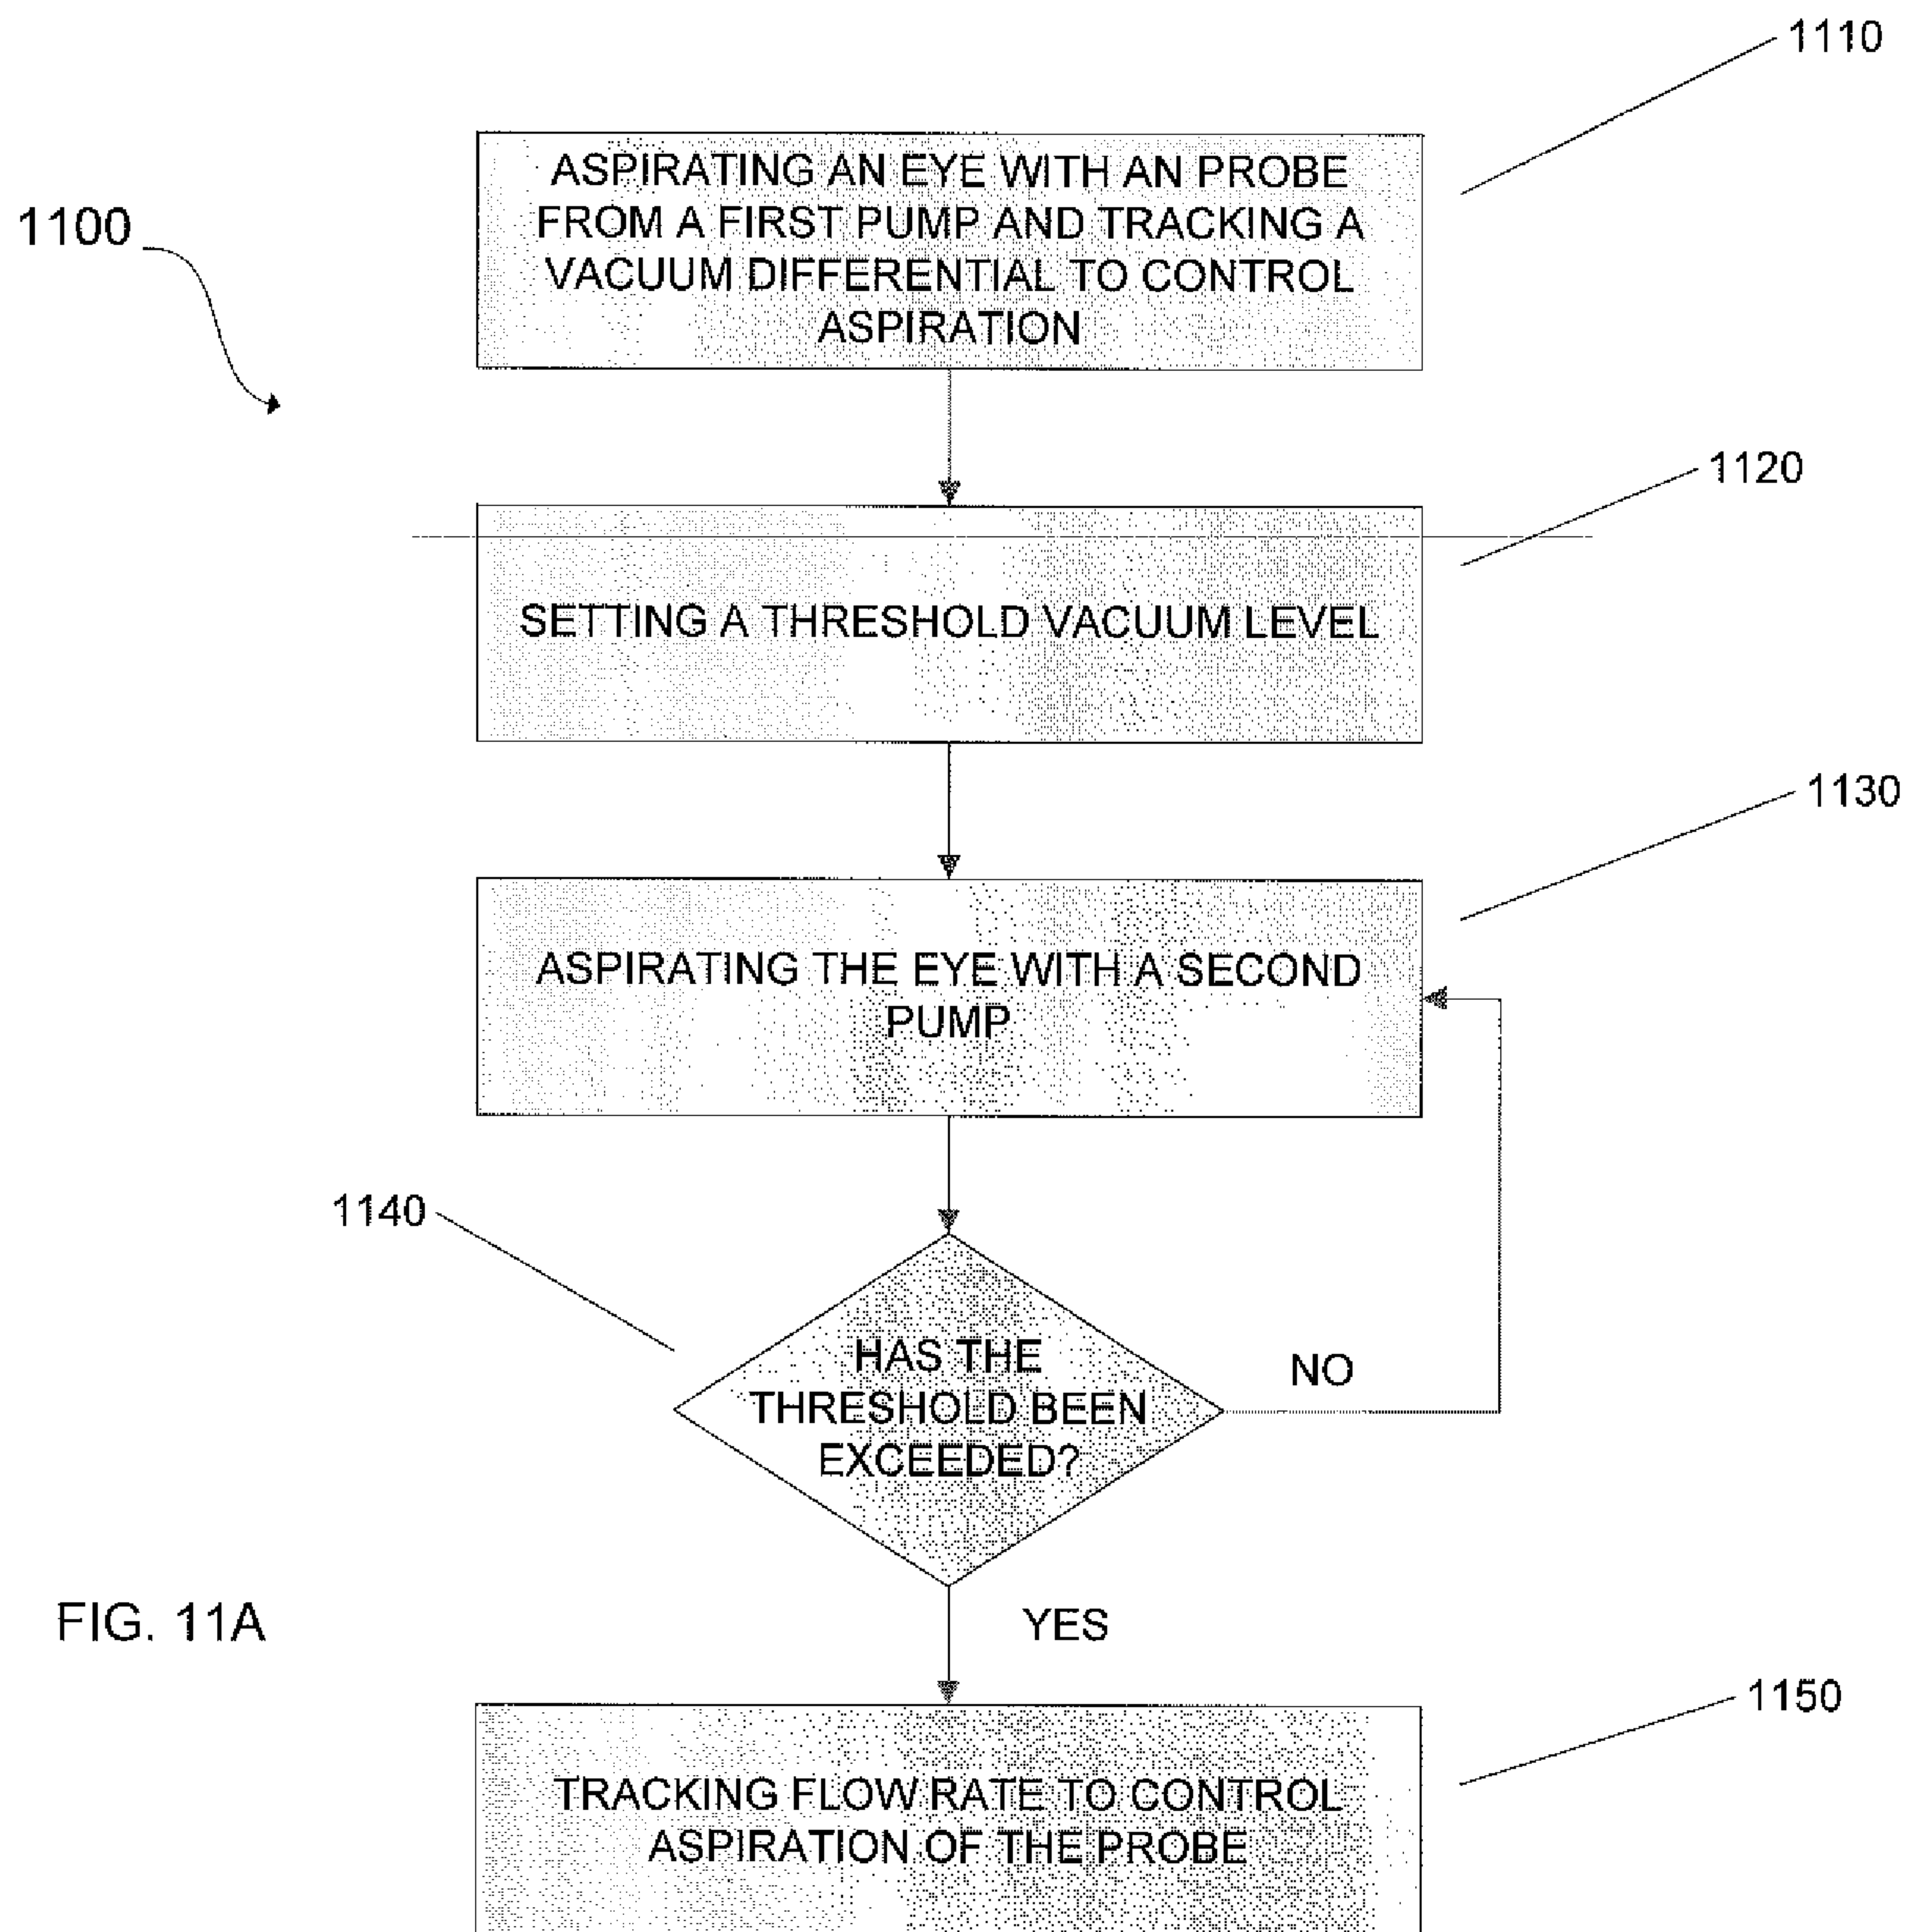 1110
ASPIRATING AN EYE WITH AN PROBE
FROM A FIRST PUMP AND TRACKING A
VACUUM DIFFERENTIAL TO CONTROL
ASPIRATION
1100
1120
SETTING A THRESHOLD VACUUM LEVEL
1130
ASPIRATING THE EYE WITH A SECOND
PUMP
1140
HAS THE
THRESHOLD BEEN
EXCEEDED?
NO
YES
FIG. 11A
1150
TRACKING FLOW RATE TO CONTROL
ASPIRATION OF THE PROBE